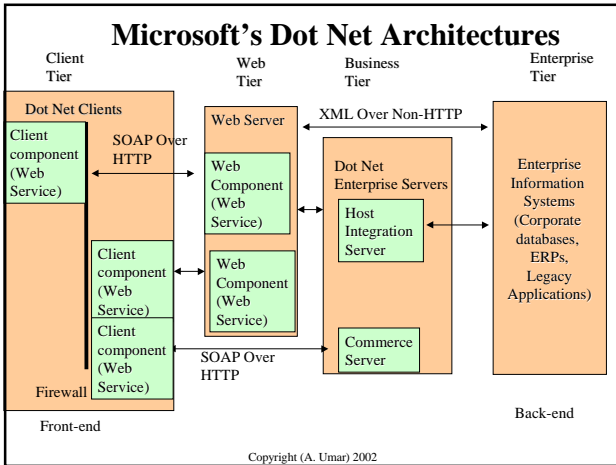 Microsoft's Dot Net Architectures
Client
Tier
Web
Tier
Business
Tier
Enterprise
Tier
Dot Net Clients
Client
component
(Web
Service)
SOAP Over
HTTP
Web Server
Web
Component
(Web
Service)
XML Over Non-HTTP
Dot Net
Enterprise Servers
Host
Integration
Server
Enterprise
Information
Systems
(Corporate
databases,
ERPs,
Legacy
Applications)
Client
component
(Web
Service)
Web
Component
(Web
Service)
Client
component
(Web
Service)
SOAP Over
HTTP
Commerce
Server
Firewall
Front-end
Back-end
Copyright (A. Umar) 2002